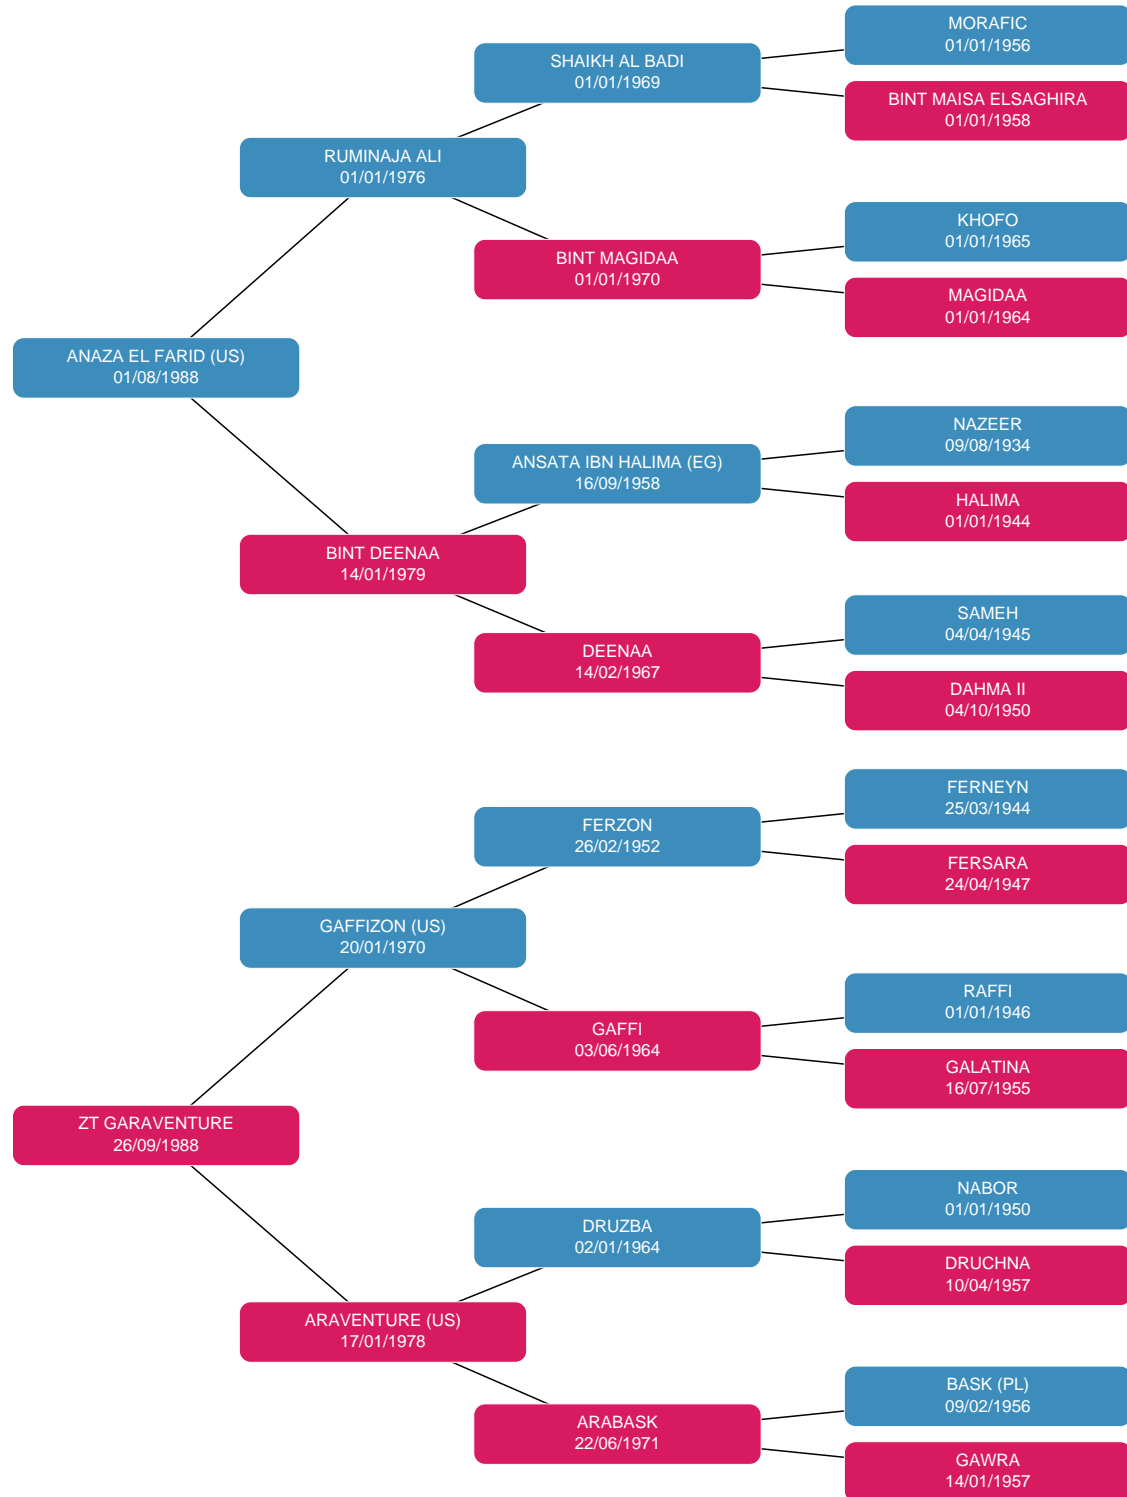 MORAFIC
01/01/1956
SHAIKH AL BADI
01/01/1969
BINT MAISA ELSAGHIRA
01/01/1958
RUMINAJA ALI
01/01/1976
KHOFO
01/01/1965
BINT MAGIDAA
01/01/1970
MAGIDAA
01/01/1964
ANAZA EL FARID (US)
01/08/1988
NAZEER
09/08/1934
ANSATA IBN HALIMA (EG)
16/09/1958
HALIMA
01/01/1944
BINT DEENAA
14/01/1979
SAMEH
04/04/1945
DEENAA
14/02/1967
DAHMA II
04/10/1950
FERNEYN
25/03/1944
FERZON
26/02/1952
FERSARA
24/04/1947
GAFFIZON (US)
20/01/1970
RAFFI
01/01/1946
GAFFI
03/06/1964
GALATINA
16/07/1955
ZT GARAVENTURE
26/09/1988
NABOR
01/01/1950
DRUZBA
02/01/1964
DRUCHNA
10/04/1957
ARAVENTURE (US)
17/01/1978
BASK (PL)
09/02/1956
ARABASK
22/06/1971
GAWRA
14/01/1957